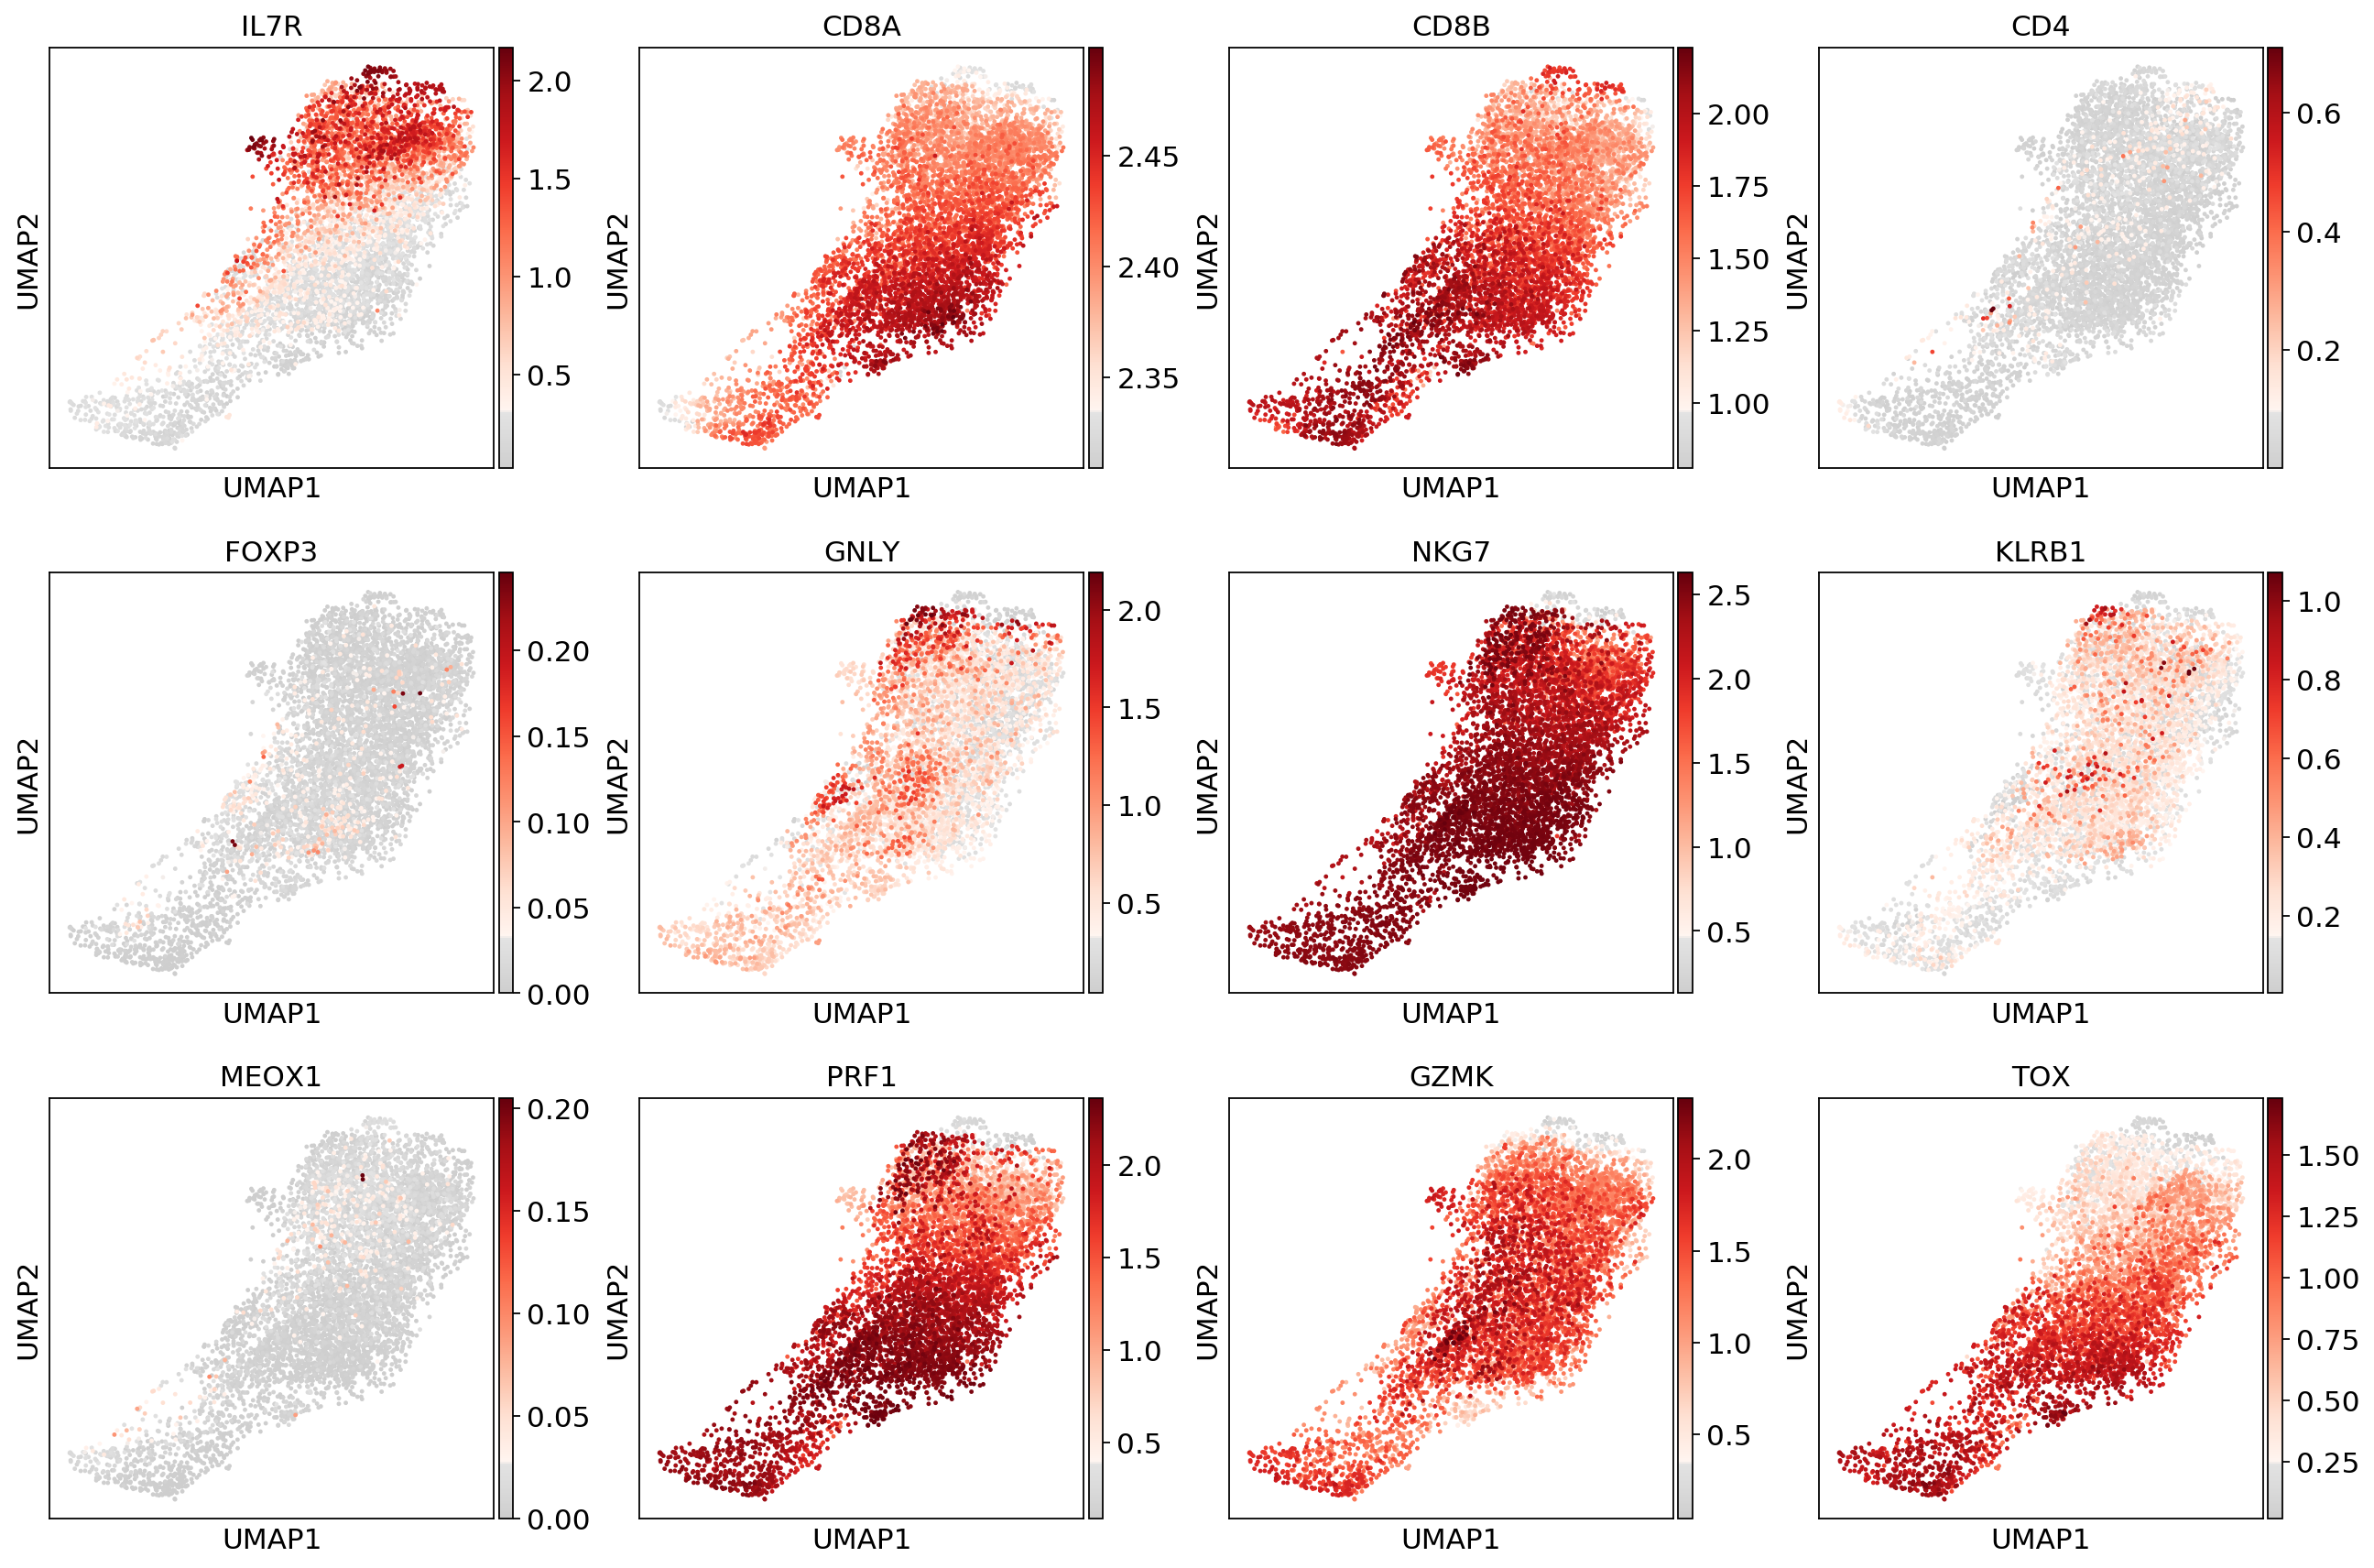 IL7R
CD8A
CD8B
CD4
2.0
1.5
1.0
0.5
2.45
2.40
2.35
2.00
1.75
1.50
1.25
1.00
0.6
0.4
0.2
UMAP2
UMAP2
UMAP2
UMAP2
UMAP1
UMAP1
UMAP1
UMAP1
FOXP3
GNLY
NKG7
KLRB1
0.20
0.15
0.10
0.05
0.00
2.0
1.5
1.0
0.5
2.5
2.0
1.5
1.0
0.5
1.0
0.8
0.6
0.4
0.2
UMAP2
UMAP2
UMAP2
UMAP2
UMAP1
UMAP1
UMAP1
UMAP1
MEOX1
PRF1
GZMK
TOX
0.20
0.15
0.10
0.05
0.00
2.0
1.5
1.0
0.5
2.0
1.5
1.0
0.5
1.50
1.25
1.00
0.75
0.50
0.25
UMAP2
UMAP2
UMAP2
UMAP2
UMAP1
UMAP1
UMAP1
UMAP1